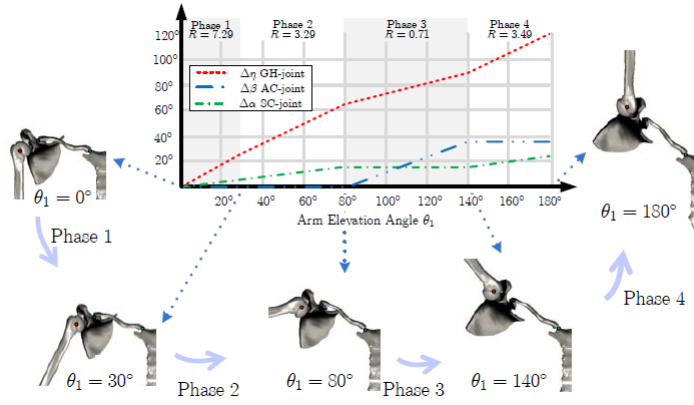 Phase 1 Phase 2 Phase 3 Phase 4
R = 7.29 R = 3.29 R = 0.71 R = 3.49
120°
100°
80°
60°
40°
20°
Δη GH-joint
Δβ AC-joint
Δα SC-joint
20° 40° 60° 80° 100° 120° 140° 160° 180°
Arm Elevation Angle θ₁
θ₁ = 0°
θ₁ = 180°
Phase 1
Phase 4
θ₁ = 30°
Phase 2
θ₁ = 80°
Phase 3
θ₁ = 140°